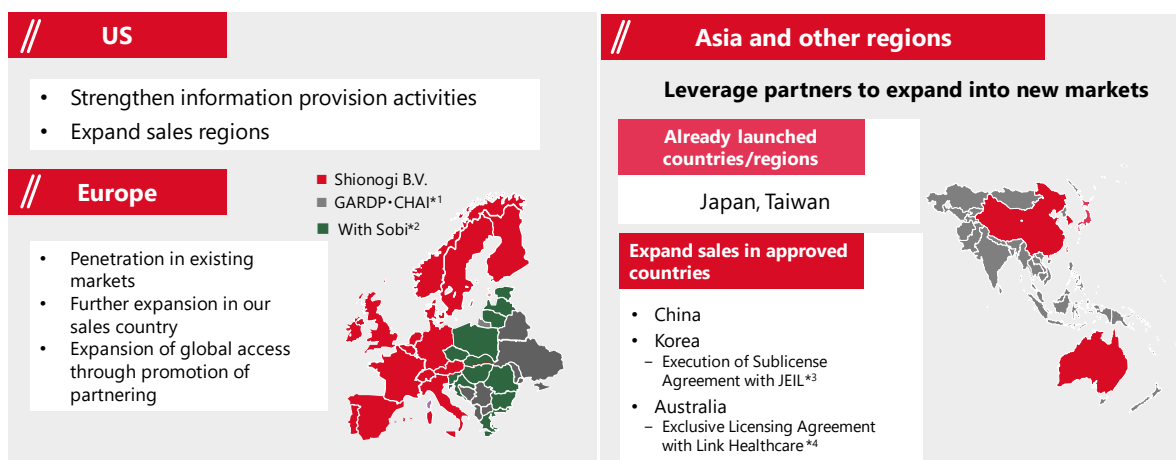 US
• Strengthen information provision activities
• Expand sales regions
Europe
Shionogi B.V.
GARDP・CHAI*1
With Sobi*2
• Penetration in existing
markets
• Further expansion in our
sales country
• Expansion of global access
through promotion of
partnering
Asia and other regions
Leverage partners to expand into new markets
Already launched
countries/regions
Japan, Taiwan
Expand sales in approved
countries
• China
• Korea
– Execution of Sublicense
Agreement with JEIL*3
• Australia
– Exclusive Licensing Agreement
with Link Healthcare *4